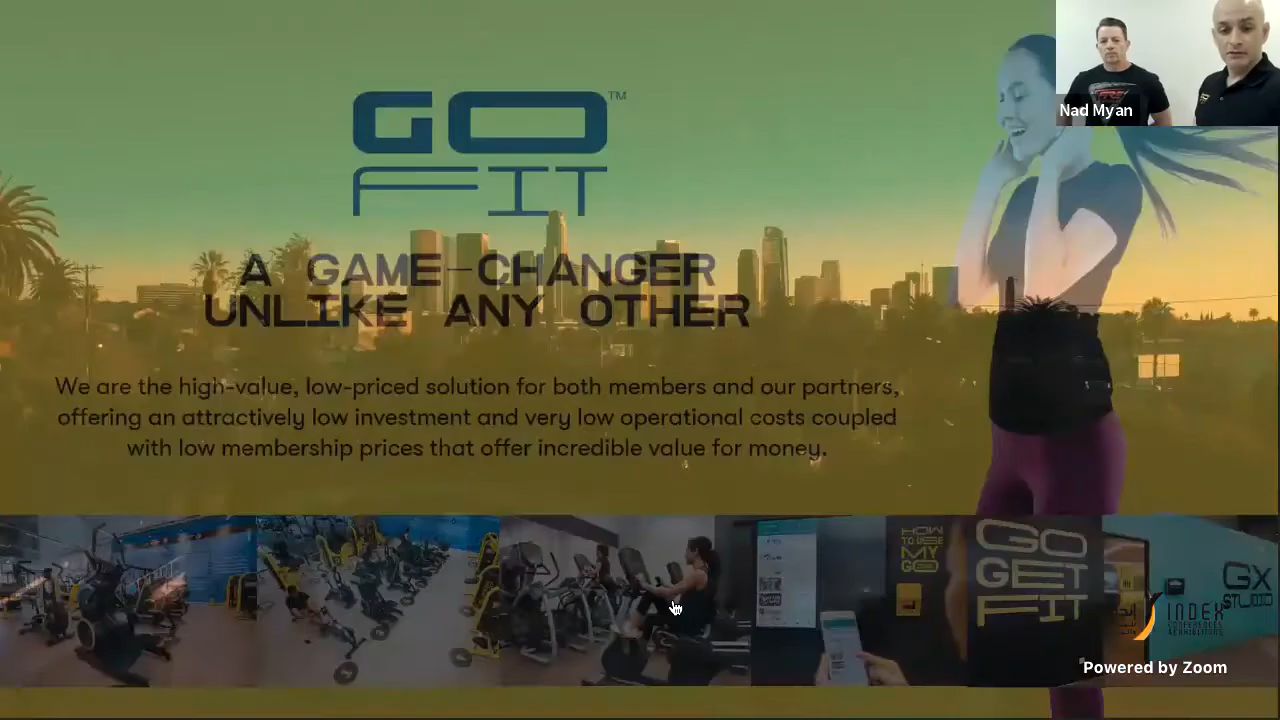 Nad Myan
GO™
FIT
A GAME-CHANGER
UNLIKE ANY OTHER
We are the high-value, low-priced solution for both members and our partners,
offering an attractively low investment and very low operational costs coupled
with low membership prices that offer incredible value for money.
HOW
TO USE
MY
GO
GO
GET
FIT
GX
STUDIO
INDEX
CONFERENCES
& EXHIBITIONS
Powered by Zoom